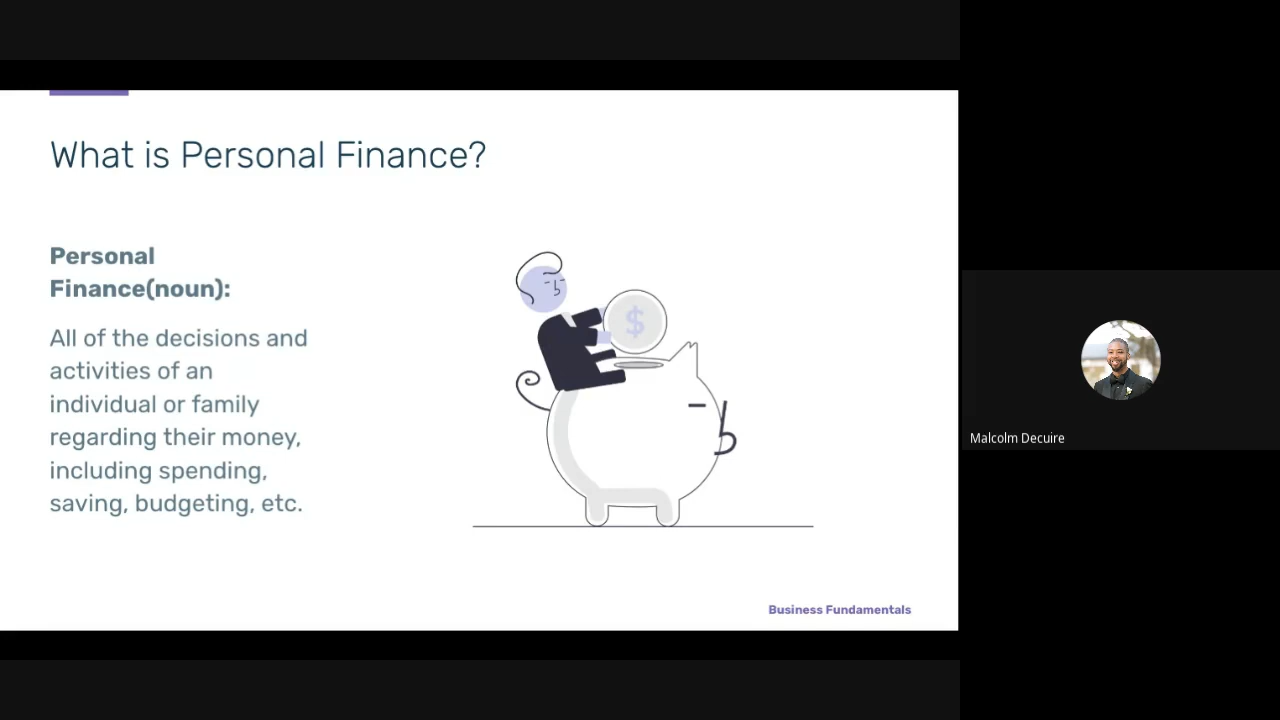 What is Personal Finance?
Personal
Finance(noun):
All of the decisions and
activities of an
individual or family
regarding their money,
including spending,
saving, budgeting, etc.
$
Business Fundamentals
Malcolm Decuire